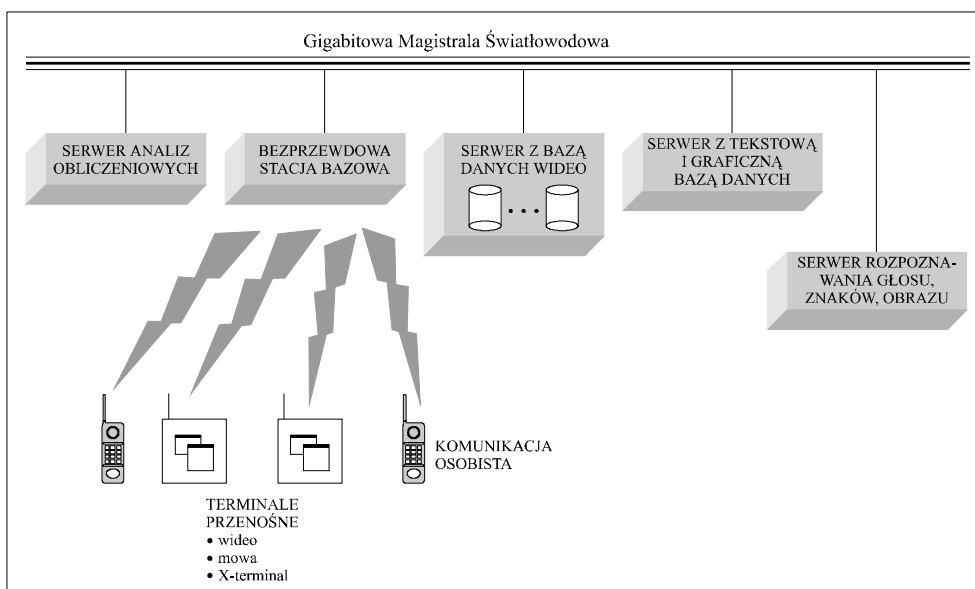 Gigabitowa Magistrala Światłowodowa
SERWER ANALIZ
OBLICZENIOWYCH
BEZPRZEWDOWA
STACJA BAZOWA
SERWER Z BAZĄ
DANYCH WIDEO
SERWER Z TEKSTOWĄ
I GRAFICZNĄ
BAZĄ DANYCH
SERWER ROZPOZNA-
WANIA GŁOSU,
ZNAKÓW, OBRAZU
KOMUNIKACJA
OSOBISTA
TERMINALE
PRZENOŚNE
• wideo
• mowa
• X-terminal